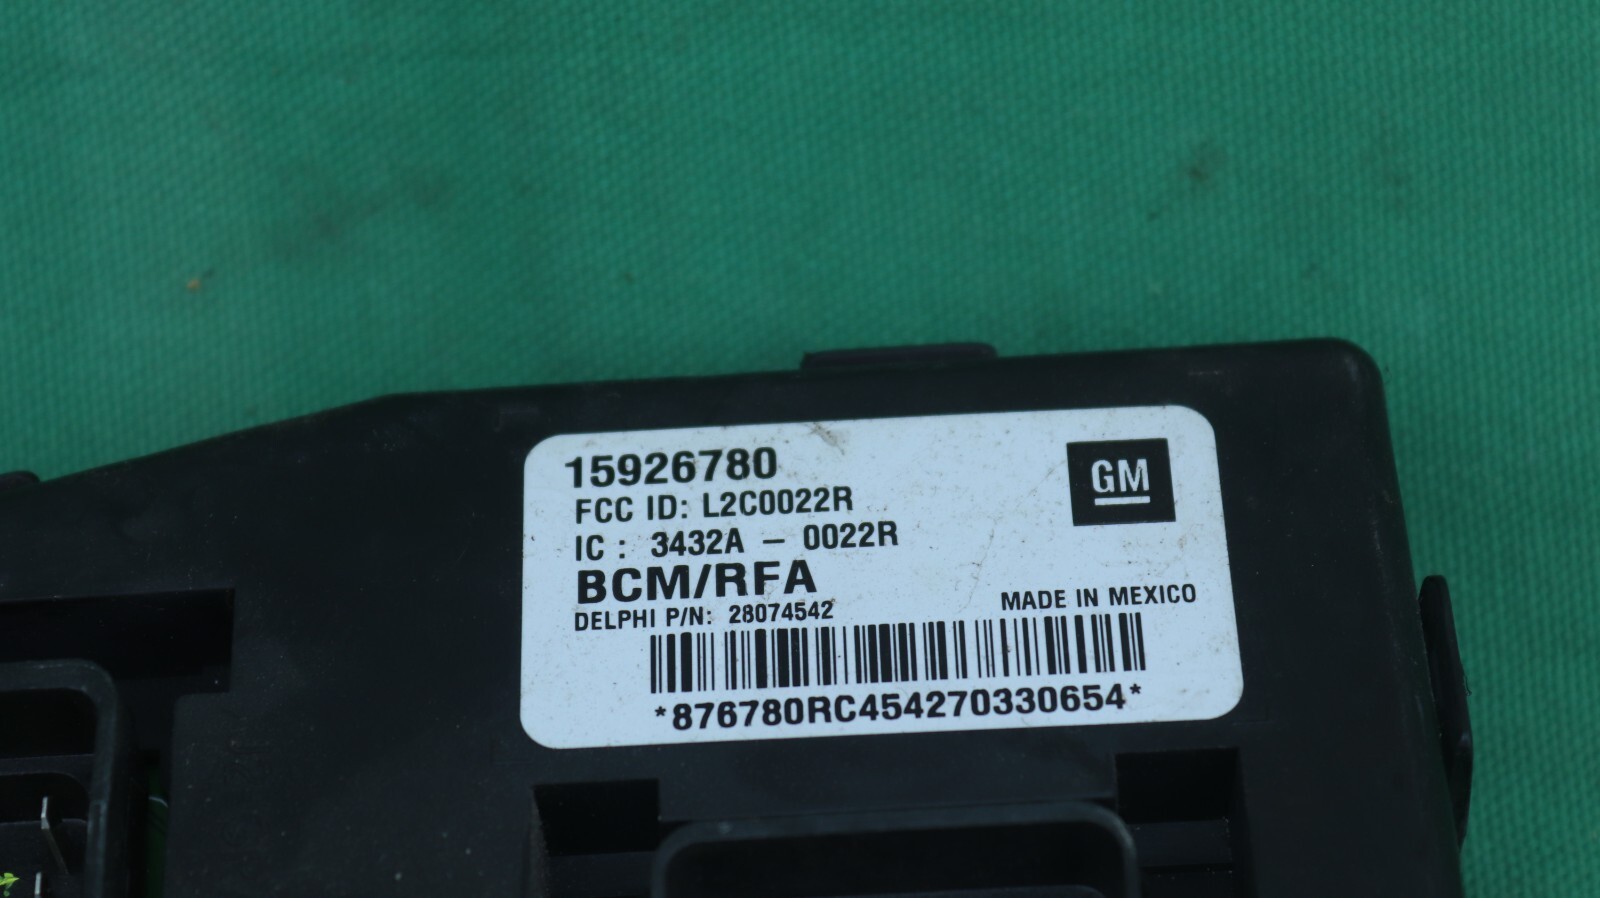 15926780
GM
FCC ID: L2C0022R
IC : 3432A - 0022R
BCM/RFA
DELPHI P/N: 28074542
MADE IN MEXICO
*876780RC454270330654*